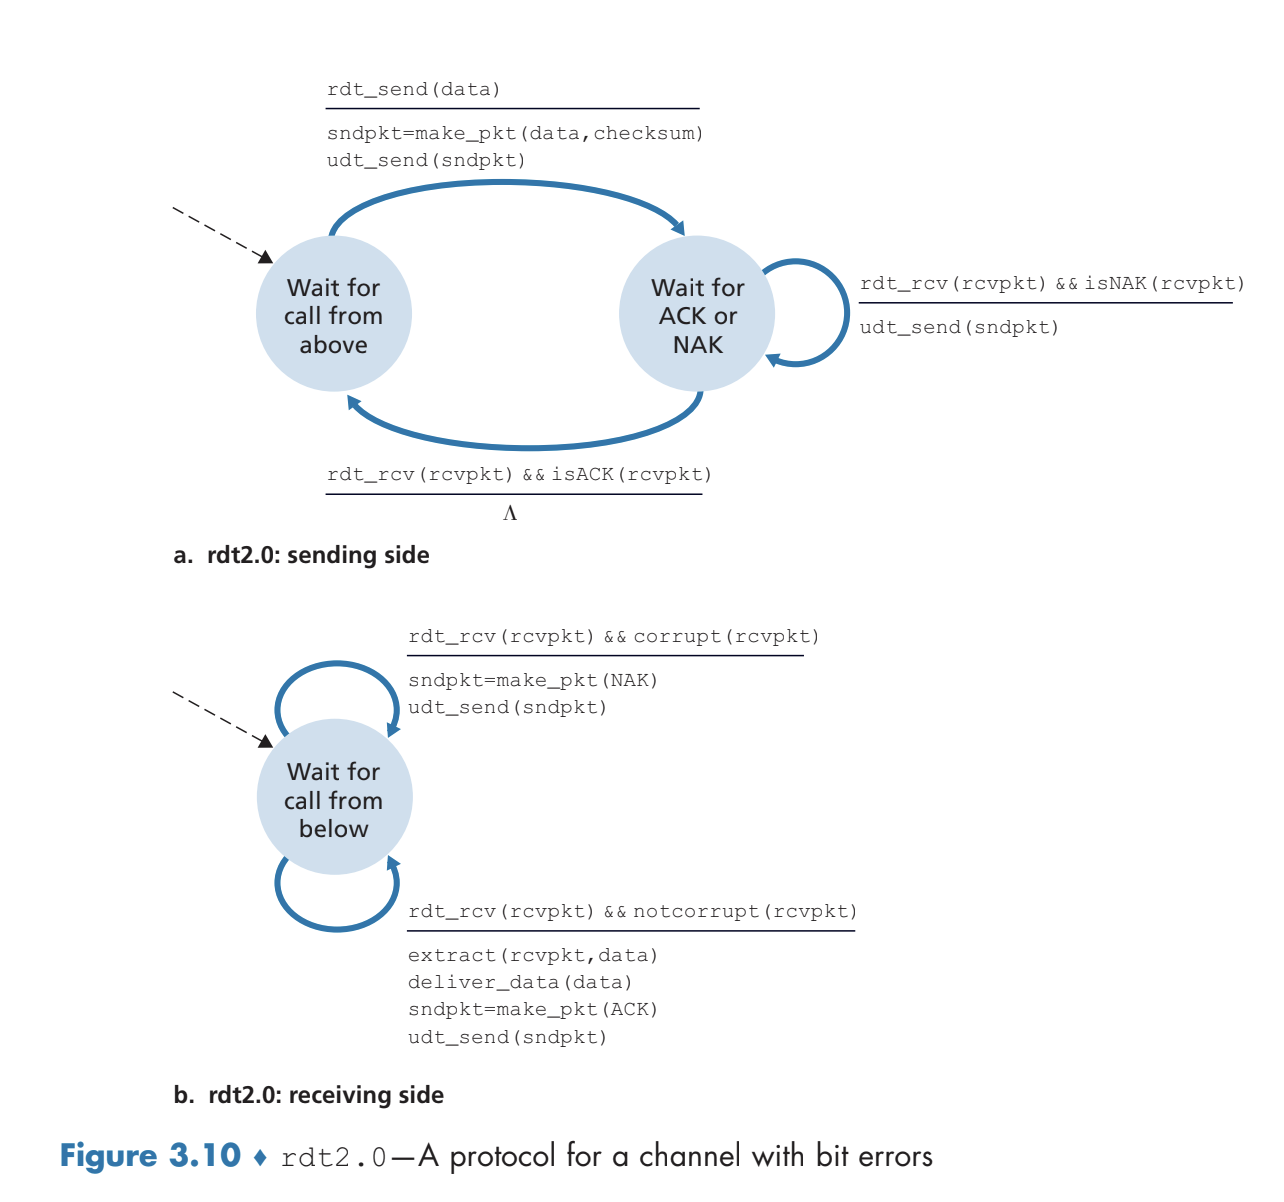 rdt_send(data)
sndpkt=make_pkt(data,checksum)
udt_send(sndpkt)
Wait for
call from
above
Wait for
ACK or
NAK
rdt_rcv(rcvpkt) && isNAK(rcvpkt)
udt_send(sndpkt)
rdt_rcv(rcvpkt) && isACK(rcvpkt)
Λ
a. rdt2.0: sending side
rdt_rcv(rcvpkt) && corrupt(rcvpkt)
sndpkt=make_pkt(NAK)
udt_send(sndpkt)
Wait for
call from
below
rdt_rcv(rcvpkt) && notcorrupt(rcvpkt)
extract(rcvpkt,data)
deliver_data(data)
sndpkt=make_pkt(ACK)
udt_send(sndpkt)
b. rdt2.0: receiving side
Figure 3.10 ♦ rdt2.0—A protocol for a channel with bit errors